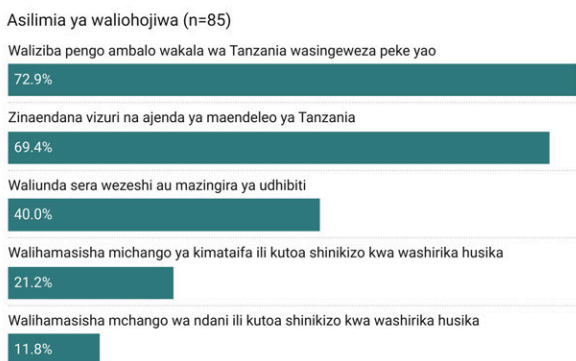 Asilimia ya waliohojiwa (n=85)
Waliziba pengo ambalo wakala wa Tanzania wasingeweza peke yao
72.9%
Zinaendana vizuri na ajenda ya maendeleo ya Tanzania
69.4%
Waliunda sera wezeshi au mazingira ya udhibiti
40.0%
Walihamasisha michango ya kimataifa ili kutoa shinikizo kwa washirika husika
21.2%
Walihamasisha mchango wa ndani ili kutoa shinikizo kwa washirika husika
11.8%